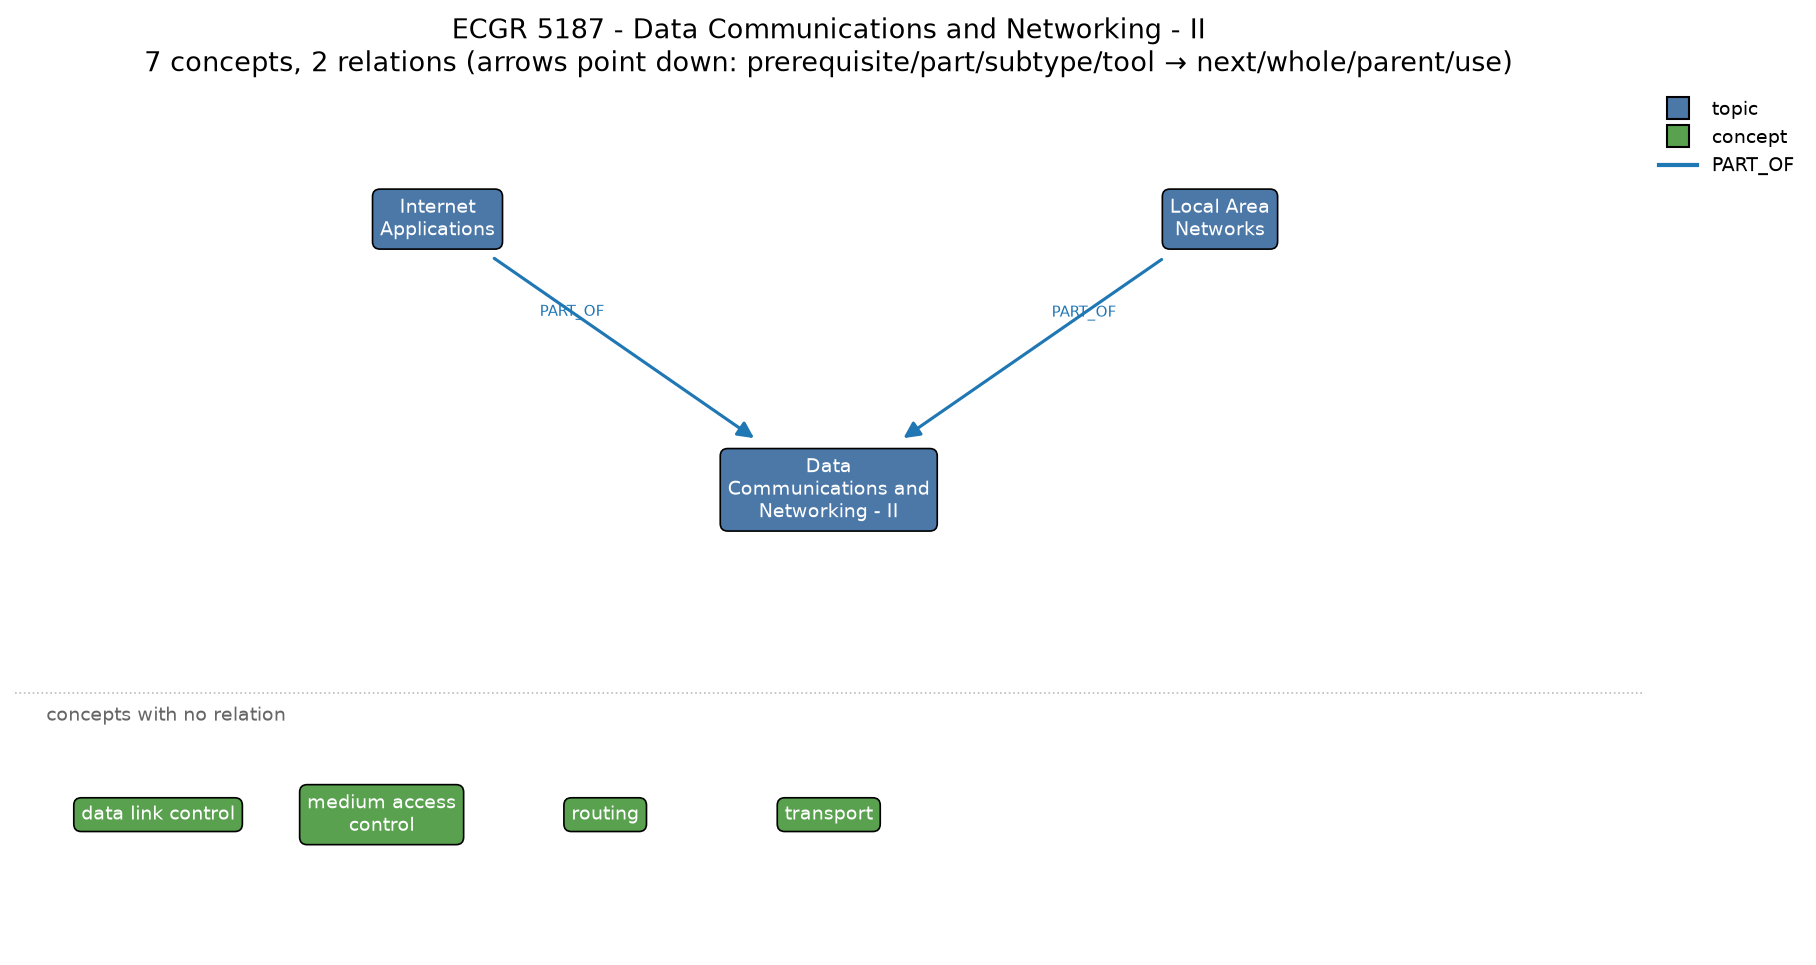 ECGR 5187 - Data Communications and Networking - II
7 concepts, 2 relations (arrows point down: prerequisite/part/subtype/tool → next/whole/parent/use)
topic
concept
PART_OF
Internet
Applications
Local Area
Networks
PART_OF
PART_OF
Data
Communications and
Networking - II
concepts with no relation
data link control
medium access
control
routing
transport